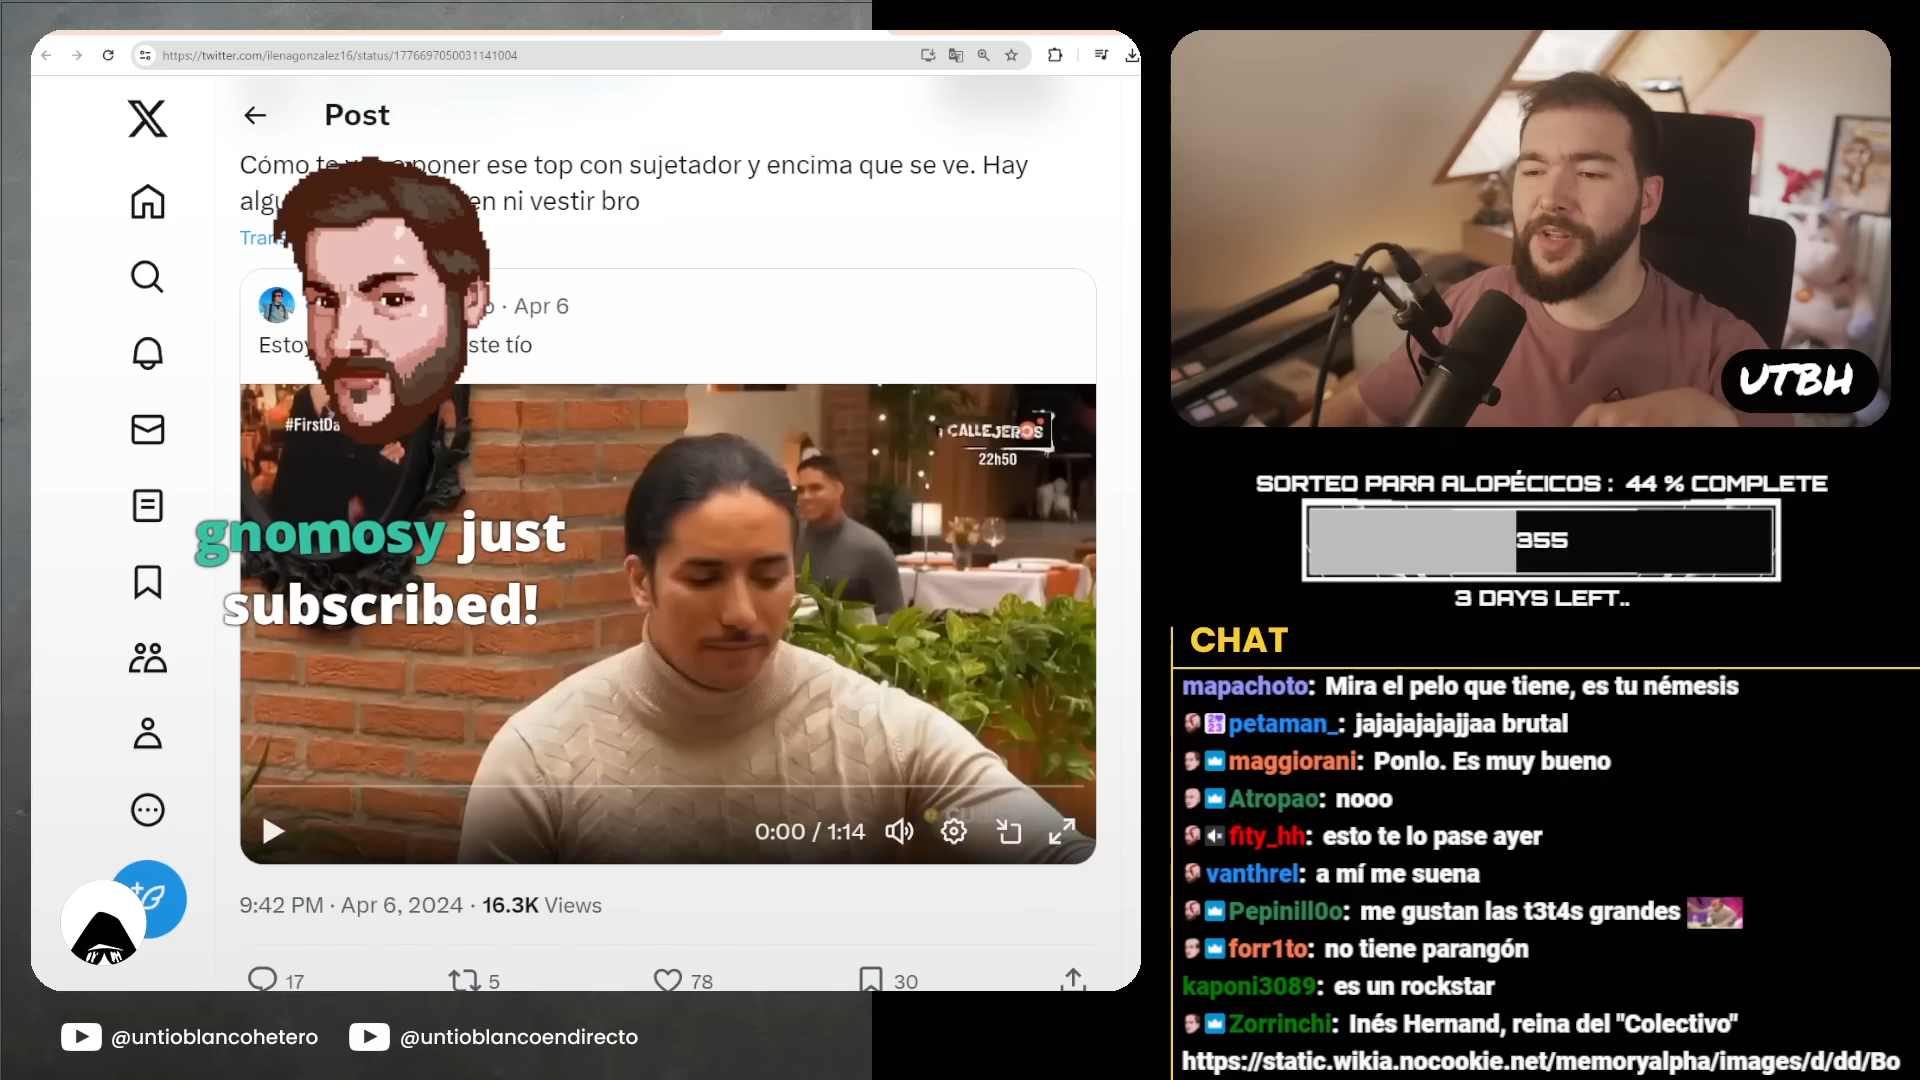 https://twitter.com/ilenagonzalez16/status/1776697050031141004
Post
Cómo te poner ese top con sujetador y encima que se ve. Hay
en ni vestir bro
· Apr 6
tío
#FirstDa
CALLEJEROS
22h50
gnomosy just
subscribed!
0:00 / 1:14
9:42 PM · Apr 6, 2024 · 16.3K Views
17
5
78
30
@untioblancohetero
@untioblancoendirecto
UTBH
SORTEO PARA ALOPÉCICOS : 44 % COMPLETE
355
3 DAYS LEFT..
CHAT
mapachoto: Mira el pelo que tiene, es tu némesis
petaman_: jajajajajajjaa brutal
maggiorani: Ponlo. Es muy bueno
Atropao: nooo
fity_hh: esto te lo pase ayer
vanthrel: a mí me suena
Pepinill0o: me gustan las t3t4s grandes
forr1to: no tiene parangón
kaponi3089: es un rockstar
Zorrinchi: Inés Hernand, reina del "Colectivo"
https://static.wikia.nocookie.net/memoryalpha/images/d/dd/Bo